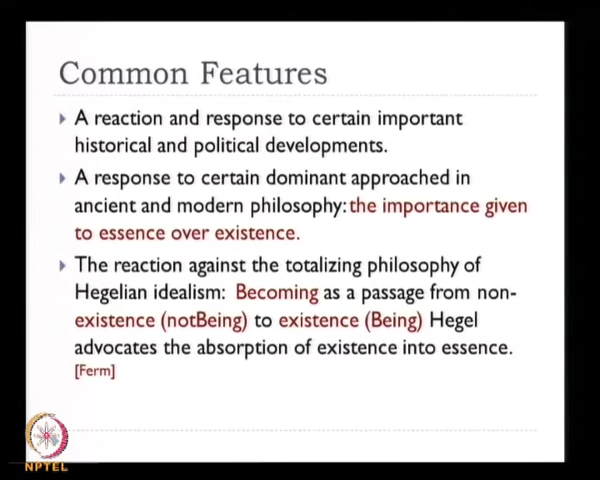 Common Features
A reaction and response to certain important
historical and political developments.
A response to certain dominant approached in
ancient and modern philosophy: the importance given
to essence over existence.
The reaction against the totalizing philosophy of
Hegelian idealism: Becoming as a passage from non-
existence (notBeing) to existence (Being) Hegel
advocates the absorption of existence into essence.
[Ferm]
NPTEL